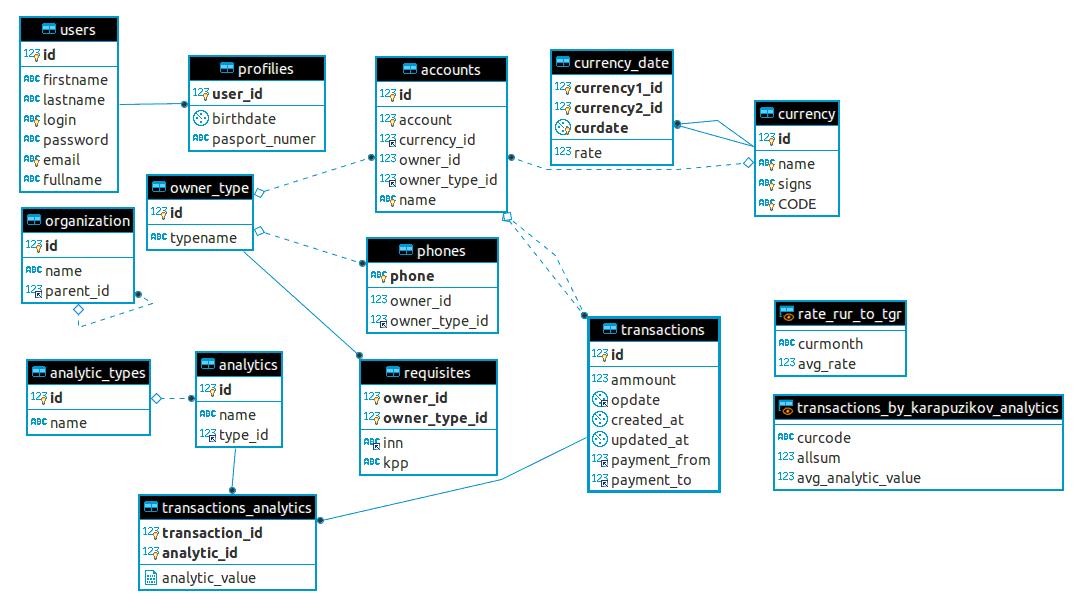 users
123 id
ABC firstname
ABC lastname
ABC login
ABC password
ABC email
ABC fullname
profilies
123 user_id
birthdate
ABC pasport_numer
accounts
123 id
123 account
123 currency_id
123 owner_id
123 owner_type_id
ABC name
currency_date
123 currency1_id
123 currency2_id
curdate
123 rate
currency
123 id
ABC name
ABC signs
ABC CODE
owner_type
123 id
ABC typename
organization
123 id
ABC name
123 parent_id
phones
ABC phone
123 owner_id
123 owner_type_id
transactions
123 id
123 ammount
opdate
created_at
updated_at
123 payment_from
123 payment_to
rate_rur_to_tgr
ABC curmonth
123 avg_rate
analytic_types
123 id
ABC name
analytics
123 id
ABC name
123 type_id
requisites
123 owner_id
123 owner_type_id
ABC inn
ABC kpp
transactions_by_karapuzikov_analytics
ABC curcode
123 allsum
123 avg_analytic_value
transactions_analytics
123 transaction_id
123 analytic_id
analytic_value